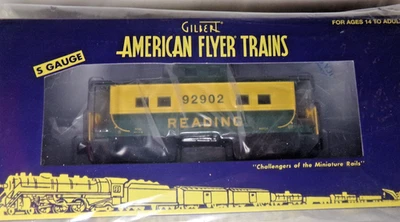 GILBERT
FOR AGES 14 TO ADULT
AMERICAN FLYER TRAINS
S GAUGE
92902
READING
"Challengers of the Miniature Rails"